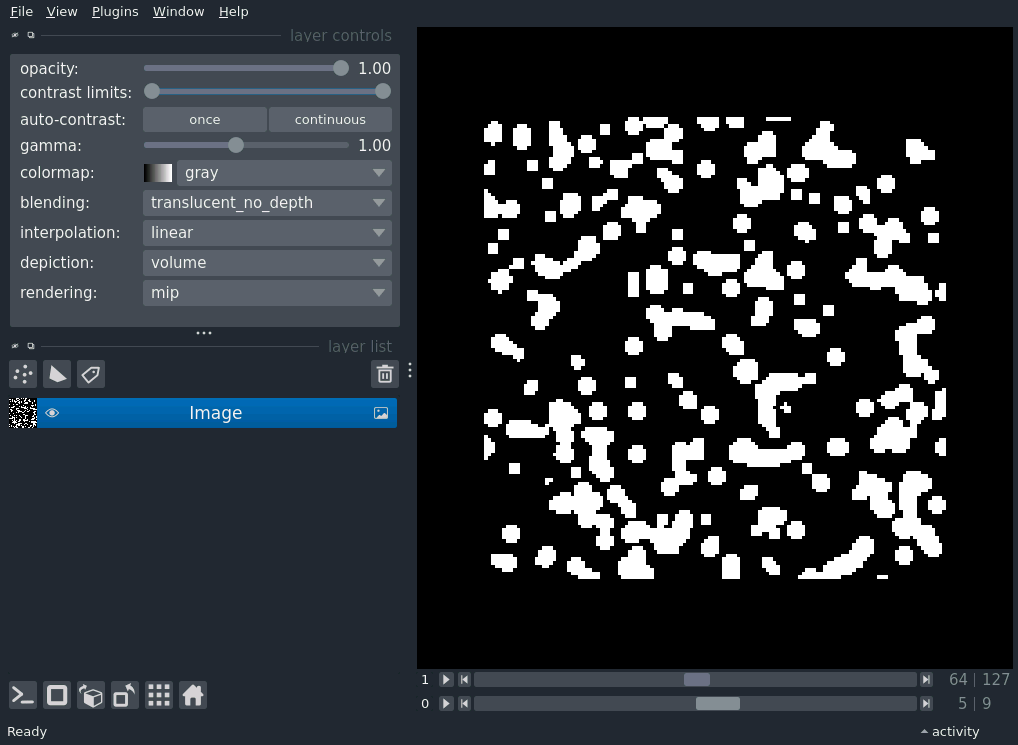 File View Plugins Window Help
layer controls
opacity: 1.00
contrast limits:
auto-contrast: once continuous
gamma: 1.00
colormap: gray
blending: translucent_no_depth
interpolation: linear
depiction: volume
rendering: mip
layer list
Image
1 64 | 127
0 5 | 9
Ready activity